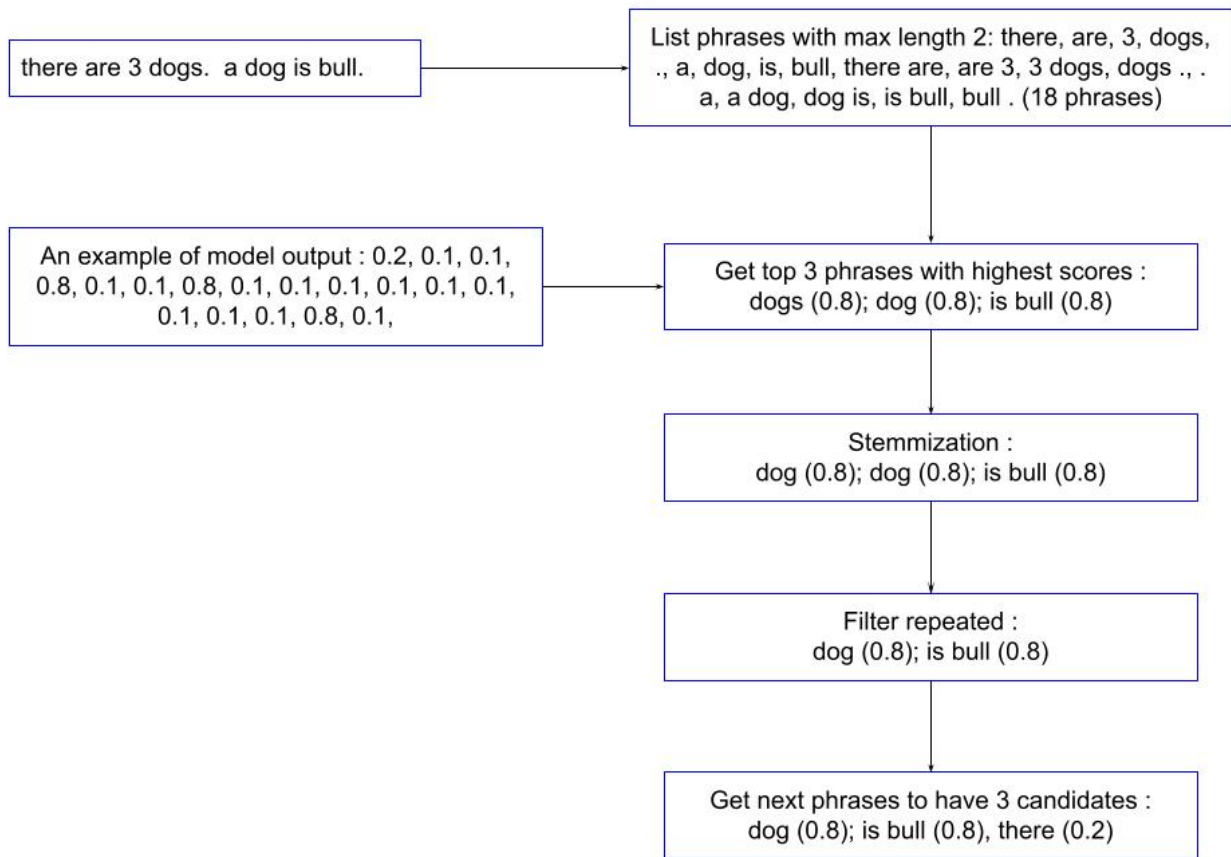 there are 3 dogs.  a dog is bull.
List phrases with max length 2: there, are, 3, dogs,
., a, dog, is, bull, there are, are 3, 3 dogs, dogs ., .
a, a dog, dog is, is bull, bull . (18 phrases)
An example of model output : 0.2, 0.1, 0.1,
0.8, 0.1, 0.1, 0.8, 0.1, 0.1, 0.1, 0.1, 0.1, 0.1,
0.1, 0.1, 0.1, 0.8, 0.1,
Get top 3 phrases with highest scores :
dogs (0.8); dog (0.8); is bull (0.8)
Stemmization :
dog (0.8); dog (0.8); is bull (0.8)
Filter repeated :
dog (0.8); is bull (0.8)
Get next phrases to have 3 candidates :
dog (0.8); is bull (0.8), there (0.2)